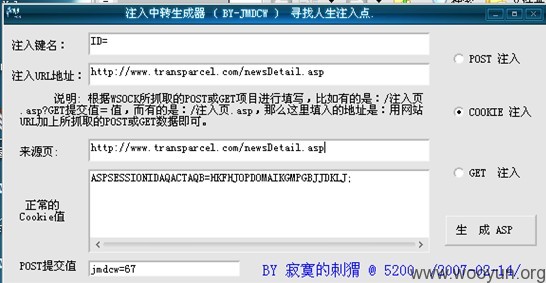 注入中转生成器 ( BY-JMDCW ) 寻找人生注入点.
注入键名：
ID=
POST 注入
注入URL地址：
http://www.transparcel.com/newsDetail.asp
说明：根据WSOCK所抓取的POST或GET项目进行填写，比如有的是：/注入页
.asp?GET提交值＝值，而有的是：/注入页.asp，那么这里填入的地址是：用网站
URL加上所抓取的POST或GET数据即可。
COOKIE 注入
来源页：
http://www.transparcel.com/newsDetail.asp
GET 注入
正常的
Cookie值
ASPSESSIONIDAQACTAQB=HKFHJOPDOMAIKGMPGBJJDKLJ;
生 成 ASP
POST提交值
jmdcw=67
BY 寂寞的刺猬 @ 5200 /2007-02-14/
www.wooyun.org